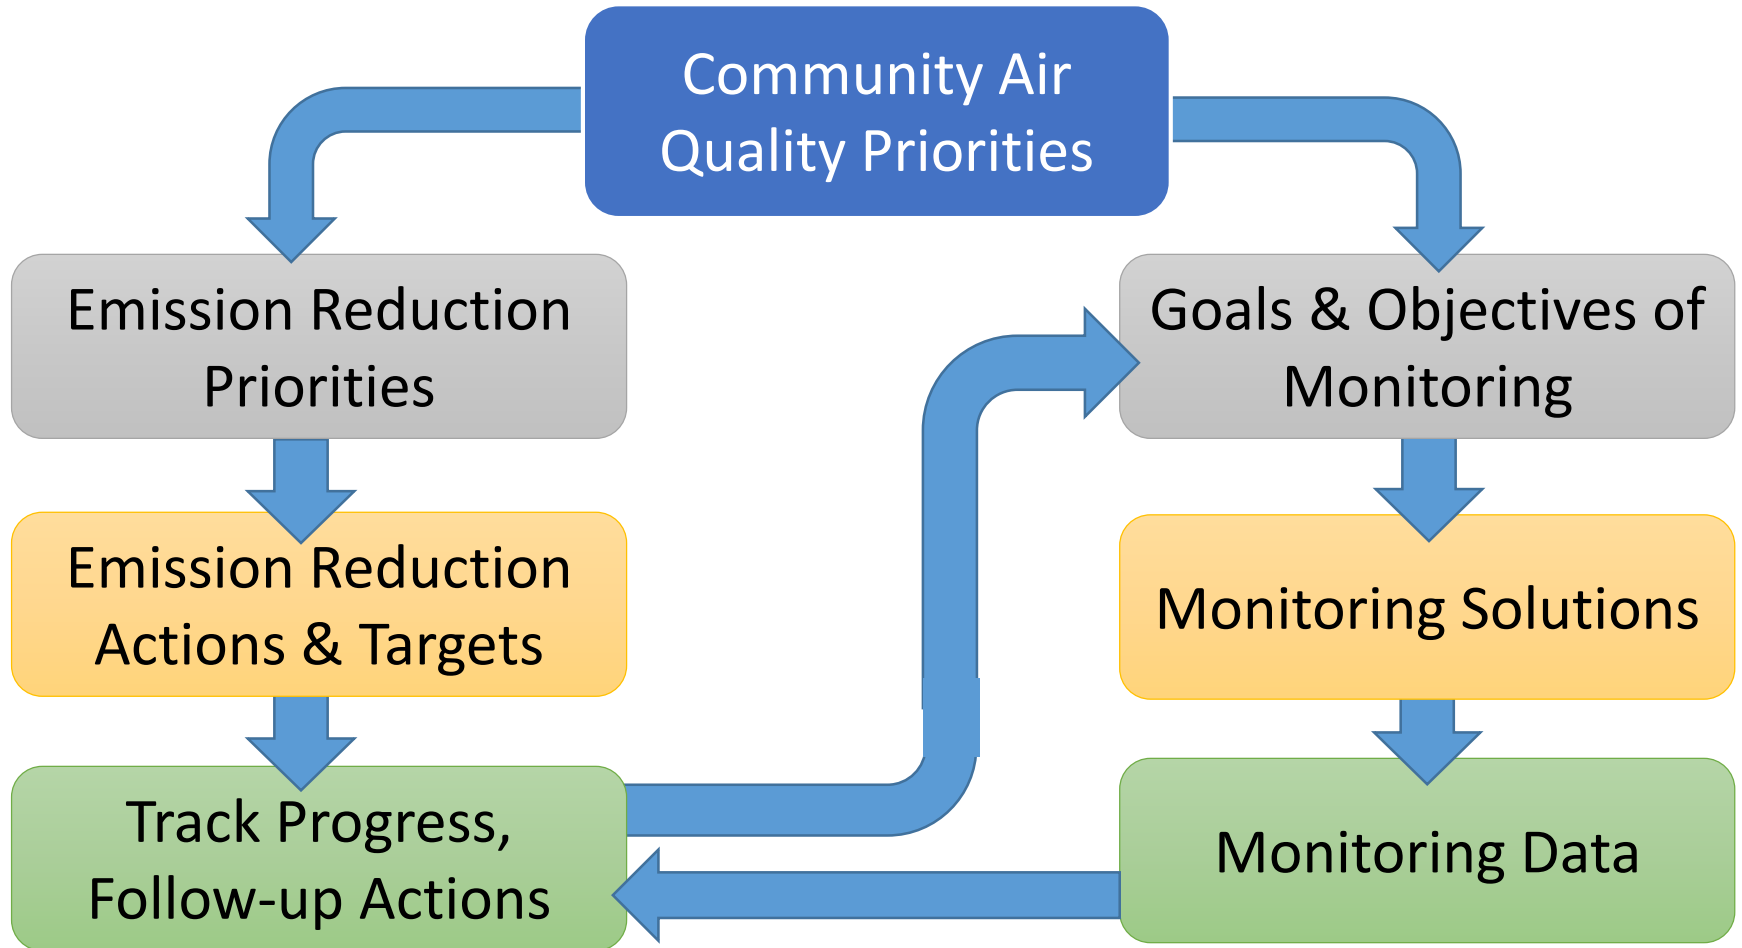 Community Air
Quality Priorities
Emission Reduction
Priorities
Goals & Objectives of
Monitoring
Emission Reduction
Actions & Targets
Monitoring Solutions
Track Progress,
Follow-up Actions
Monitoring Data